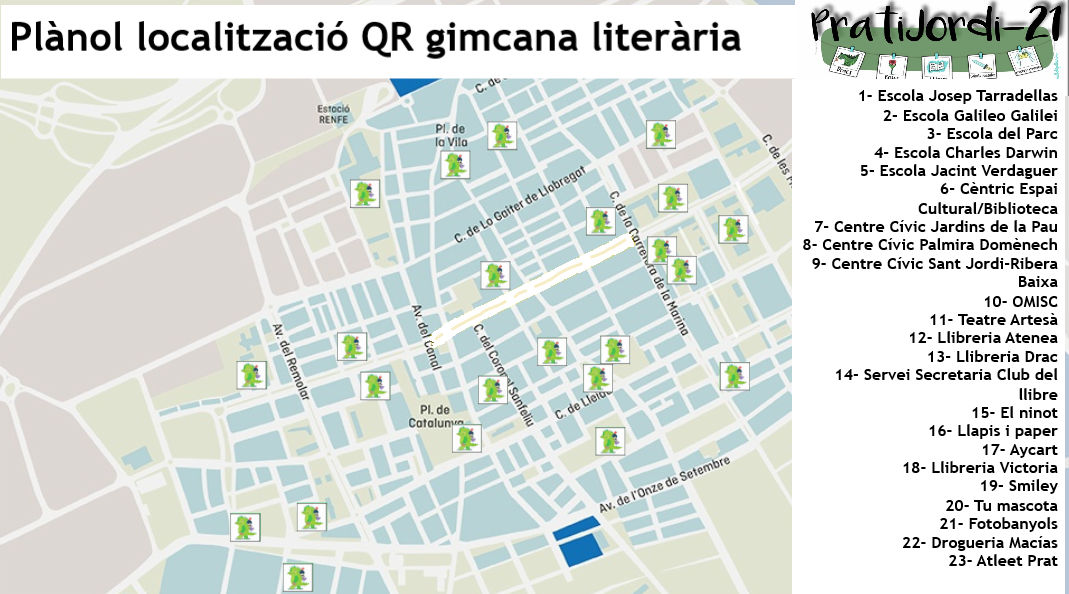 Plànol localització QR gimcana literària
PratiJordi-21
1- Escola Josep Tarradellas
2- Escola Galileo Galilei
3- Escola del Parc
4- Escola Charles Darwin
5- Escola Jacint Verdaguer
6- Cèntric Espai
Cultural/Biblioteca
7- Centre Cívic Jardins de la Pau
8- Centre Cívic Palmira Domènech
9- Centre Cívic Sant Jordi-Ribera
Baixa
10- OMISC
11- Teatre Artesà
12- Llibreria Atenea
13- Llibreria Drac
14- Servei Secretaria Club del
llibre
15- El ninot
16- Llapis i paper
17- Aycart
18- Llibreria Victoria
19- Smiley
20- Tu mascota
21- Fotobanyols
22- Drogueria Macías
23- Atleet Prat
Estació
RENFE
Pl. de
la Vila
C. de
C. de les
C. de Lo Gaiter de Llobregat
C. de la Carretera de la Marina
Av. del Canal
Av. del Remolar
C. del Coronel Sanfeliu
Pl. de
Catalunya
C. de Lleida
Av. de l'Onze de Setembre